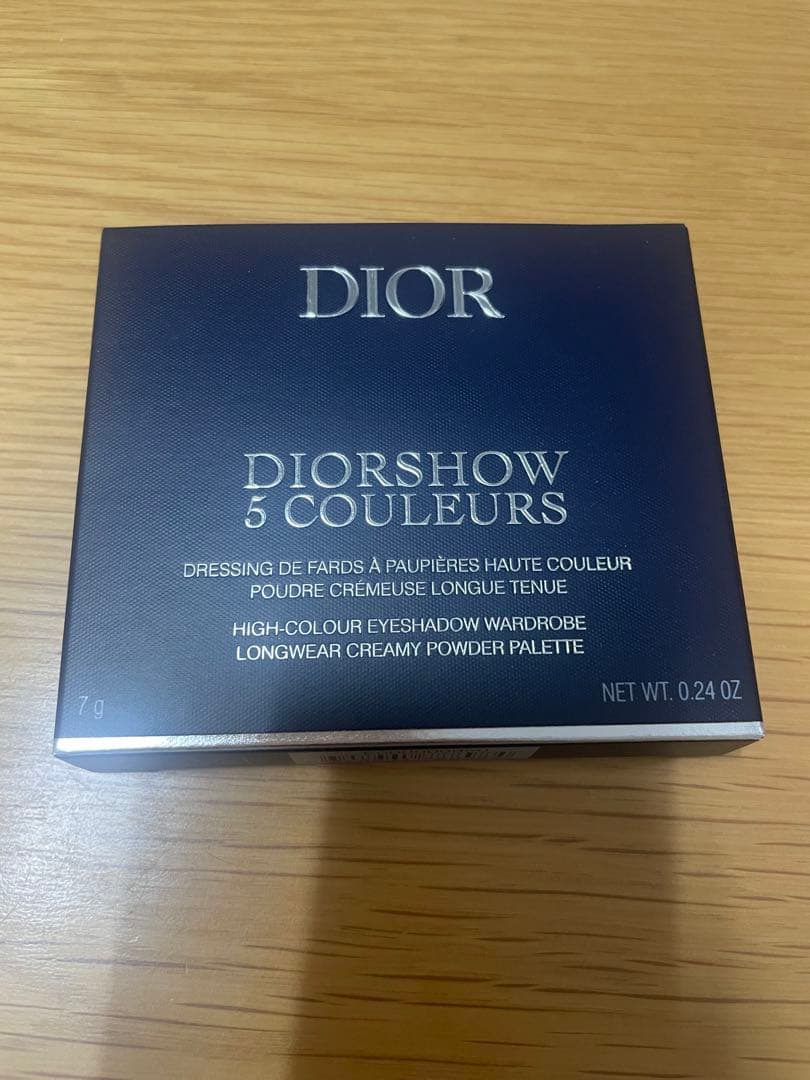 DIOR
DIORSHOW
5 COULEURS
DRESSING DE FARDS À PAUPIÈRES HAUTE COULEUR
POUDRE CRÉMEUSE LONGUE TENUE
HIGH-COLOUR EYESHADOW WARDROBE
LONGWEAR CREAMY POWDER PALETTE
7 g
NET WT. 0.24 OZ